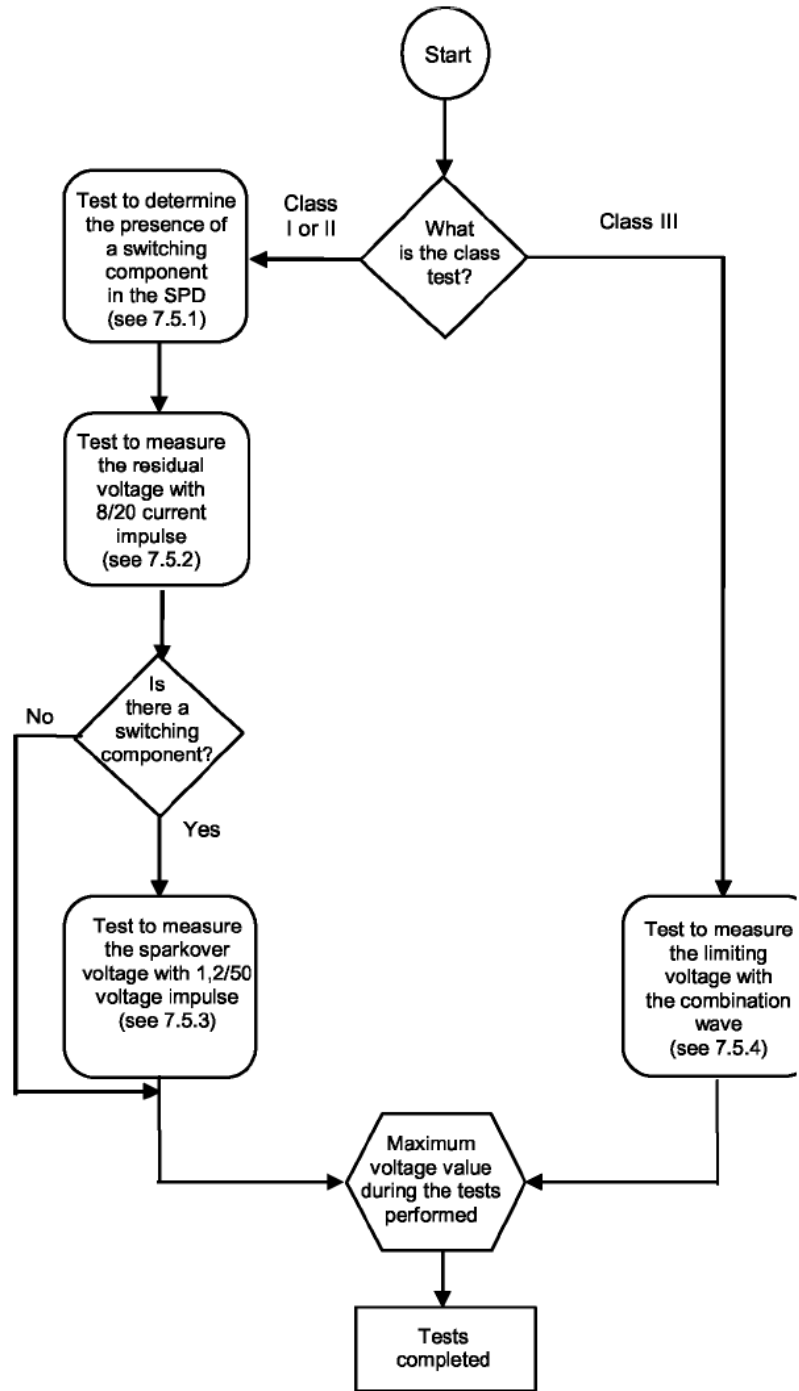 Start
What
is the class
test?
Class
I or II
Class III
Test to determine
the presence of
a switching
component
in the SPD
(see 7.5.1)
Test to measure
the residual
voltage with
8/20 current
impulse
(see 7.5.2)
Is
there a
switching
component?
No
Yes
Test to measure
the sparkover
voltage with 1,2/50
voltage impulse
(see 7.5.3)
Test to measure
the limiting
voltage with
the combination
wave
(see 7.5.4)
Maximum
voltage value
during the tests
performed
Tests
completed